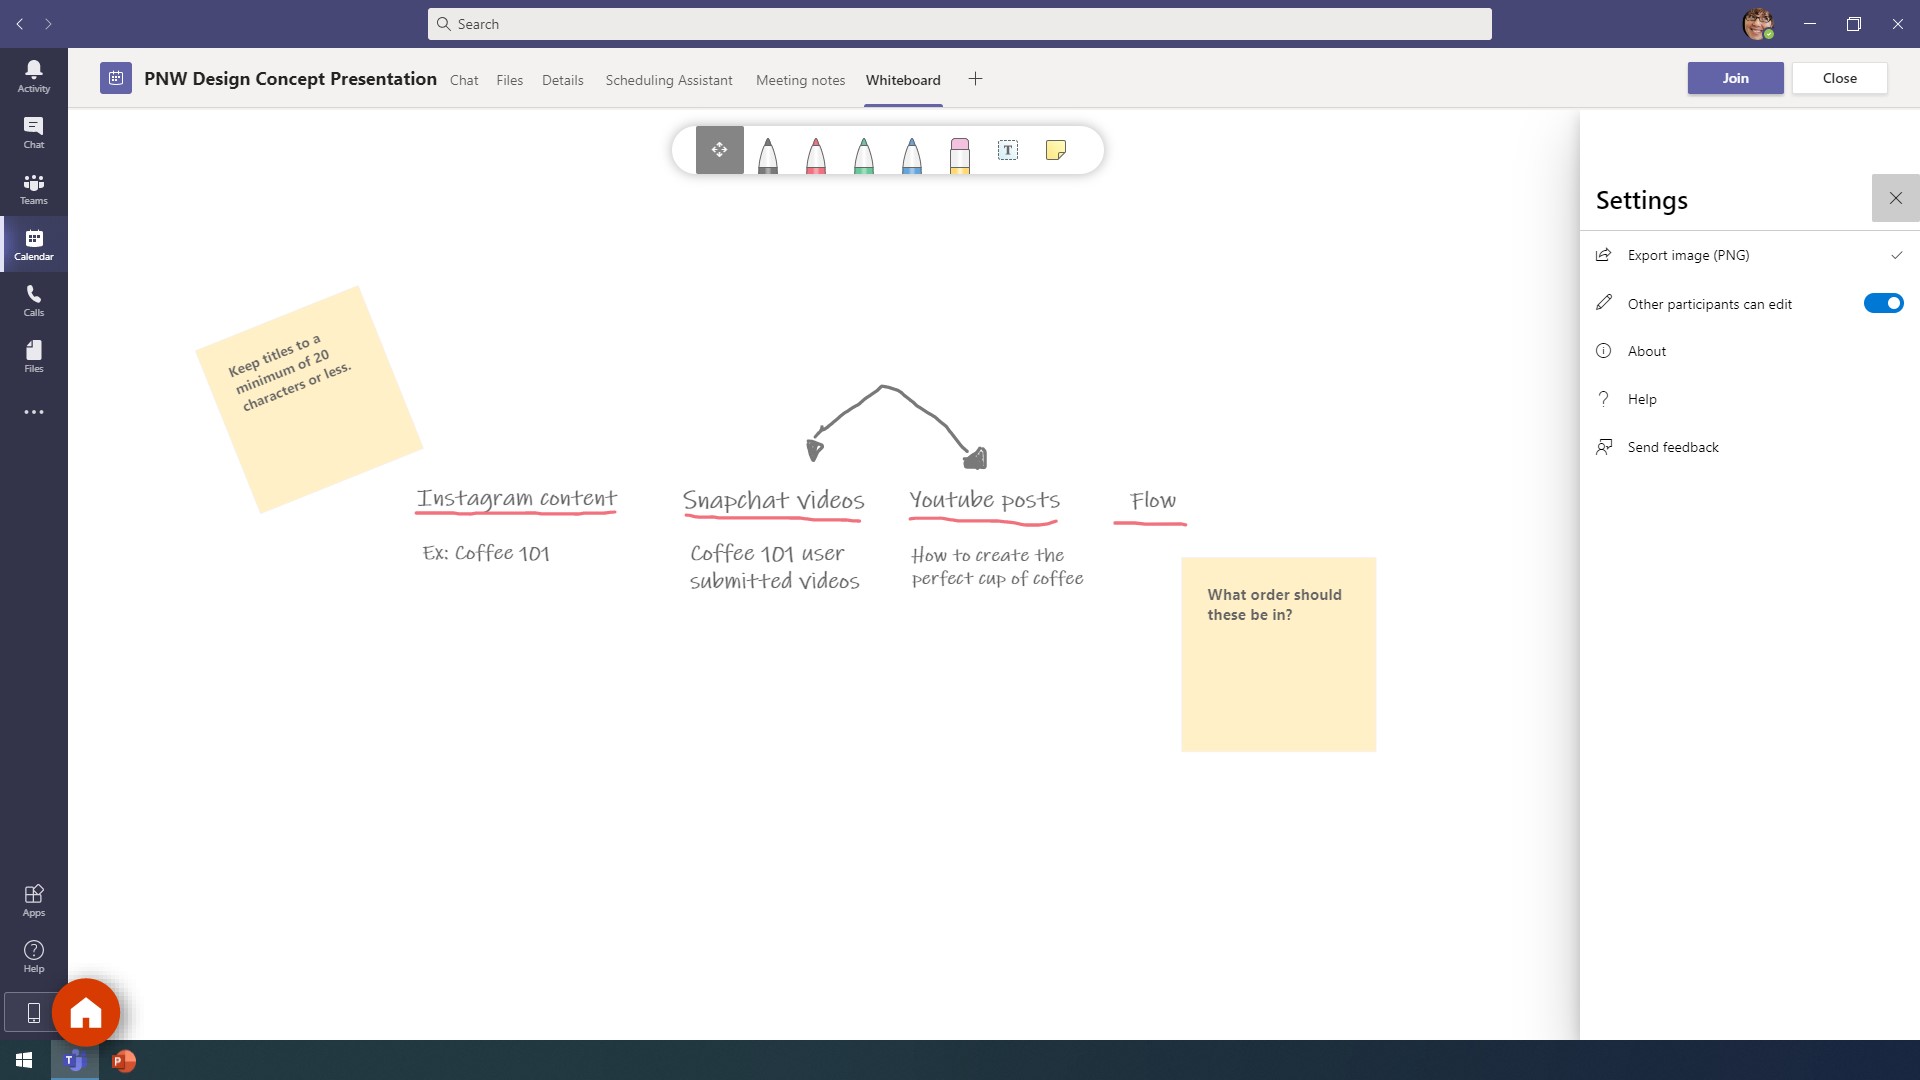 Search
PNW Design Concept Presentation
Chat
Files
Details
Scheduling Assistant
Meeting notes
Whiteboard
Join
Close
Activity
Chat
Teams
Calendar
Calls
Files
Apps
Help
T
Keep titles to a
minimum of 20
characters or less.
Instagram content
Snapchat videos
Youtube posts
Flow
Ex: Coffee 101
Coffee 101 user
submitted videos
How to create the
perfect cup of coffee
What order should
these be in?
Settings
Export image (PNG)
Other participants can edit
About
Help
Send feedback
T
P